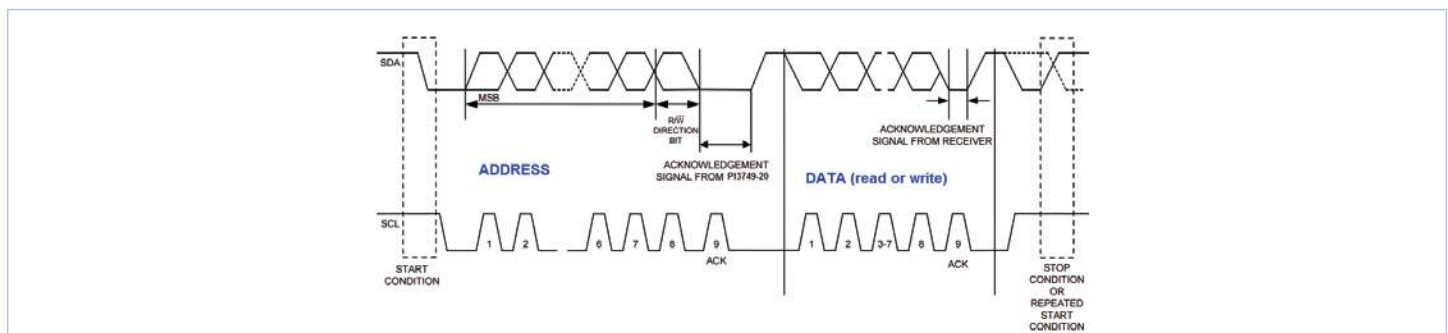 SDA
MSB
R/W̅
DIRECTION
BIT
ACKNOWLEDGEMENT
SIGNAL FROM PI3749-20
ACKNOWLEDGEMENT
SIGNAL FROM RECEIVER
ADDRESS
DATA (read or write)
SCL
1 2 6 7 8 9 1 2 3-7 8 9
ACK
ACK
START
CONDITION
STOP
CONDITION
OR
REPEATED
START
CONDITION